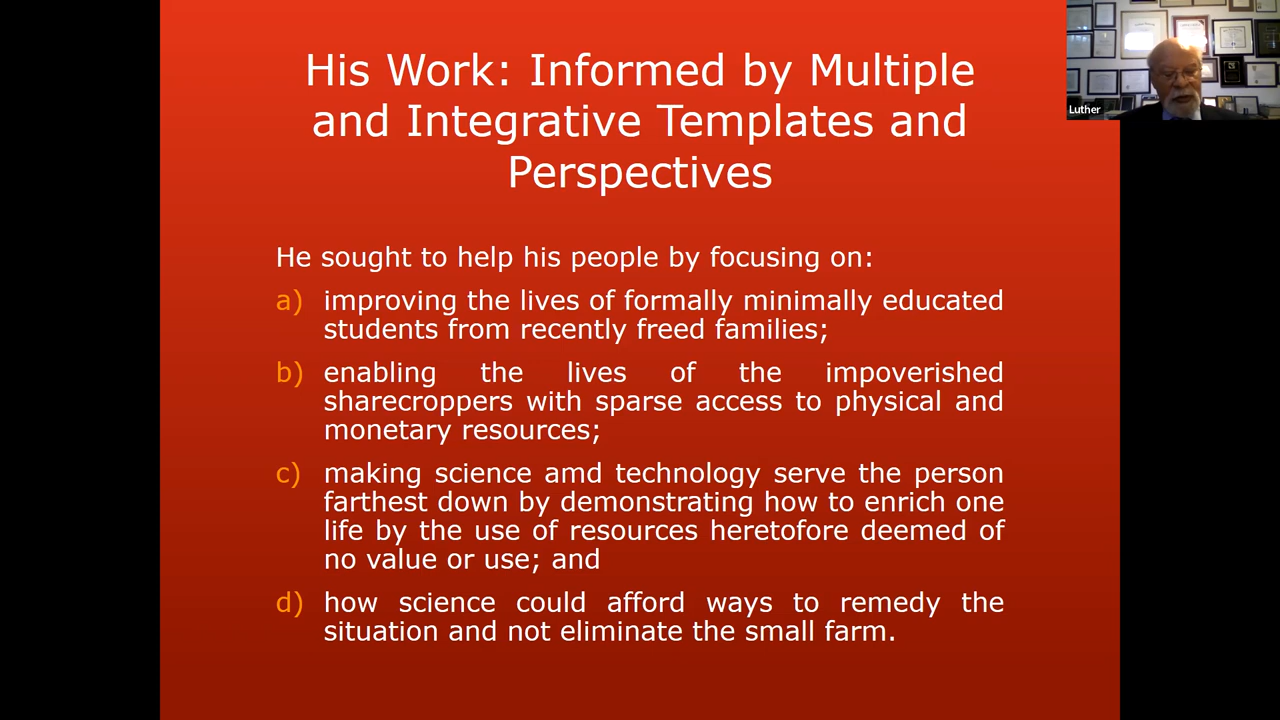 His Work: Informed by Multiple
and Integrative Templates and
Perspectives
Luther
He sought to help his people by focusing on:
a) improving the lives of formally minimally educated
students from recently freed families;
b) enabling the lives of the impoverished
sharecroppers with sparse access to physical and
monetary resources;
c) making science amd technology serve the person
farthest down by demonstrating how to enrich one
life by the use of resources heretofore deemed of
no value or use; and
d) how science could afford ways to remedy the
situation and not eliminate the small farm.